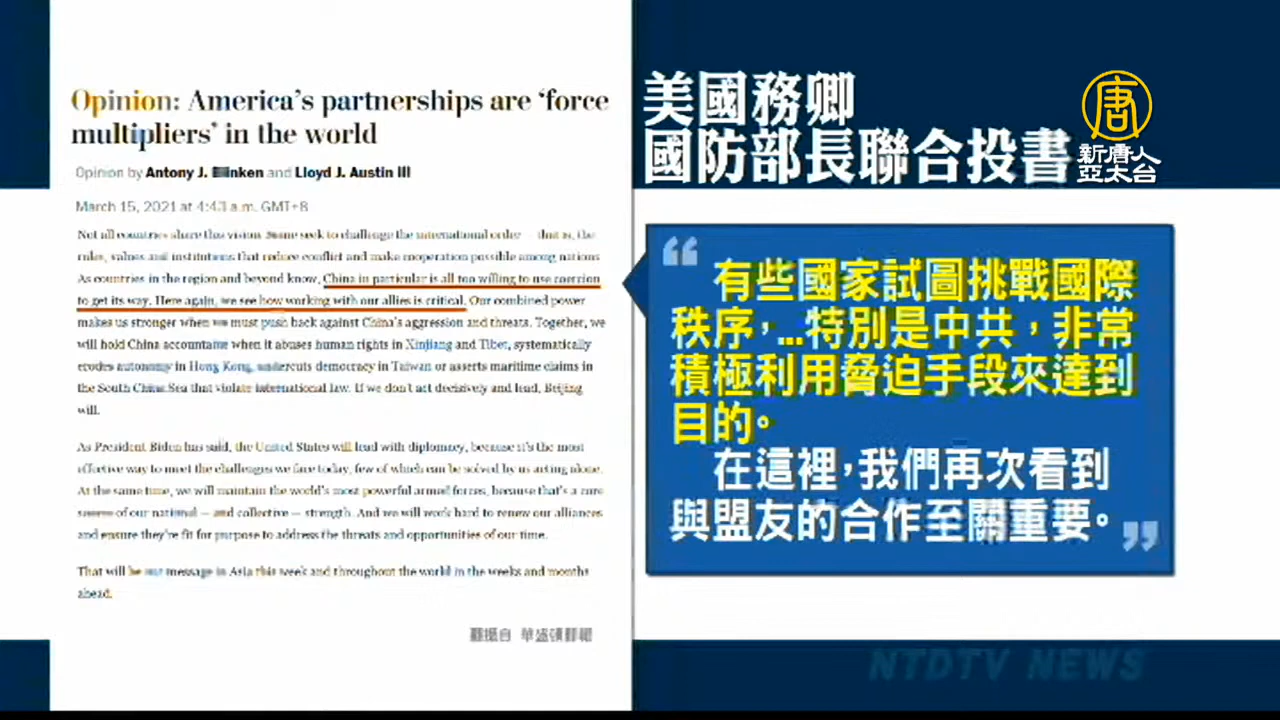 Opinion: America's partnerships are 'force
multipliers' in the world
Opinion by Antony J. Blinken and Lloyd J. Austin III
March 15, 2021 at 4:43 a.m. GMT+8
Not all countries share this vision. Some seek to challenge the international order — that is, the
rules, values and institutions that reduce conflict and make cooperation possible among nations
As countries in the region and beyond know, China in particular is all too willing to use coercion
to get its way. Here again, we see how working with our allies is critical. Our combined power
makes us stronger when we must push back against China's aggression and threats. Together, we
will hold China accountable when it abuses human rights in Xinjiang and Tibet, systematically
erodes autonomy in Hong Kong, undercuts democracy in Taiwan or asserts maritime claims in
the South China Sea that violate international law. If we don't act decisively and lead, Beijing
will.
As President Biden has said, the United States will lead with diplomacy, because it's the most
effective way to meet the challenges we face today, few of which can be solved by us acting alone.
At the same time, we will maintain the world's most powerful armed forces, because that's a core
source of our national — and collective — strength. And we will work hard to renew our alliances
and ensure they're fit for purpose to address the threats and opportunities of our time.
That will be our message in Asia this week and throughout the world in the weeks and months
ahead.
翻攝自 華盛頓郵報
美國務卿
國防部長聯合投書
唐
新唐人
亞太台
“
有些國家試圖挑戰國際
秩序，...特別是中共，非常
積極利用脅迫手段來達到
目的。
在這裡，我們再次看到
與盟友的合作至關重要。
”
NTDTV NEWS